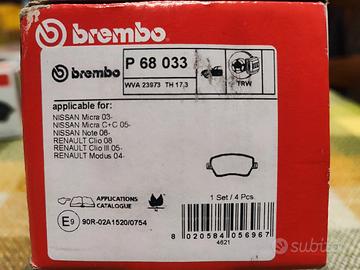 brembo
brembo
P 68 033
WVA 23973 TH 17,3
TRW
applicable for:
NISSAN Micra 03-
NISSAN Micra C+C 05-
NISSAN Note 06-
RENAULT Clio 08
RENAULT Clio III 05-
RENAULT Modus 04-
APPLICATIONS
CATALOGUE
1 Set / 4 Pcs.
E9 90R-02A1520/0754
8 020584 056967
4621
subito